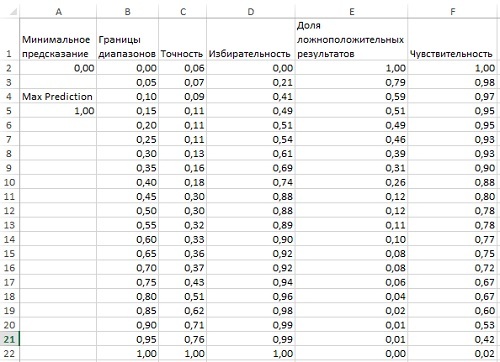 A B C D E F
1 Минимальное предсказание Границы диапазонов Точность Избирательность Доля ложноположительных результатов Чувствительность
2 0,00 0,00 0,06 0,00 1,00 1,00
3 0,05 0,07 0,21 0,79 0,98
4 Max Prediction 0,10 0,09 0,41 0,59 0,97
5 1,00 0,15 0,11 0,49 0,51 0,95
6 0,20 0,11 0,51 0,49 0,95
7 0,25 0,11 0,54 0,46 0,93
8 0,30 0,13 0,61 0,39 0,93
9 0,35 0,16 0,69 0,31 0,90
10 0,40 0,18 0,74 0,26 0,88
11 0,45 0,30 0,88 0,12 0,80
12 0,50 0,30 0,88 0,12 0,78
13 0,55 0,32 0,89 0,11 0,78
14 0,60 0,33 0,90 0,10 0,77
15 0,65 0,36 0,92 0,08 0,75
16 0,70 0,37 0,92 0,08 0,72
17 0,75 0,43 0,94 0,06 0,67
18 0,80 0,51 0,96 0,04 0,67
19 0,85 0,62 0,98 0,02 0,60
20 0,90 0,71 0,99 0,01 0,53
21 0,95 0,76 0,99 0,01 0,42
22 1,00 1,00 1,00 0,00 0,02